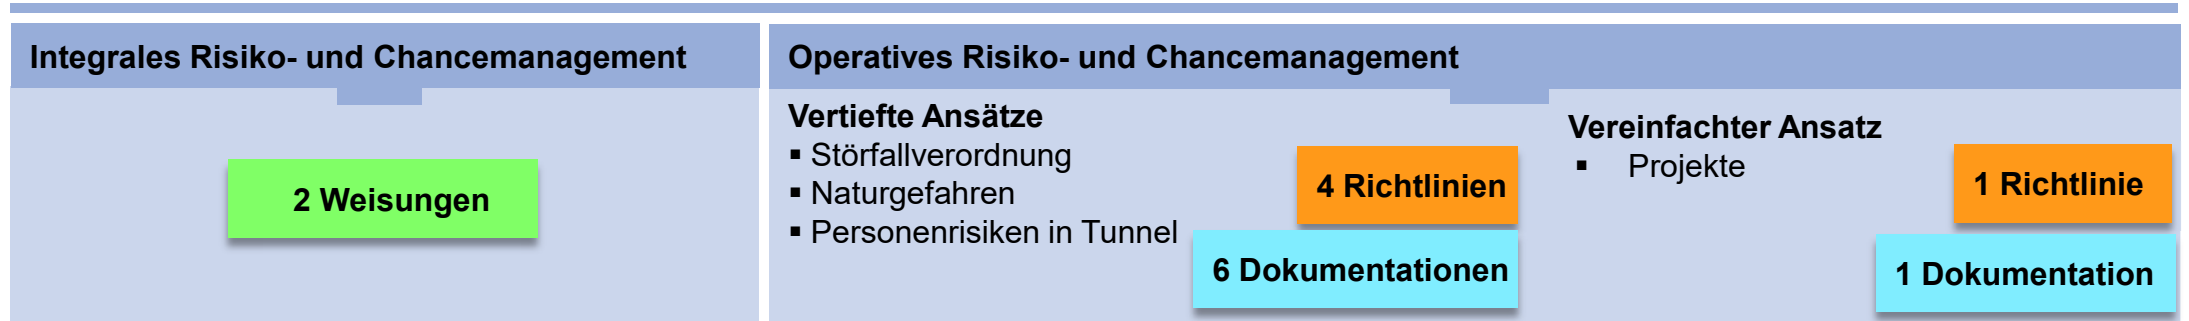 Integrales Risiko- und Chancemanagement
2 Weisungen
Operatives Risiko- und Chancemanagement
Vertiefte Ansätze
▪ Störfallverordnung
▪ Naturgefahren
▪ Personenrisiken in Tunnel
4 Richtlinien
6 Dokumentationen
Vereinfachter Ansatz
▪ Projekte
1 Richtlinie
1 Dokumentation